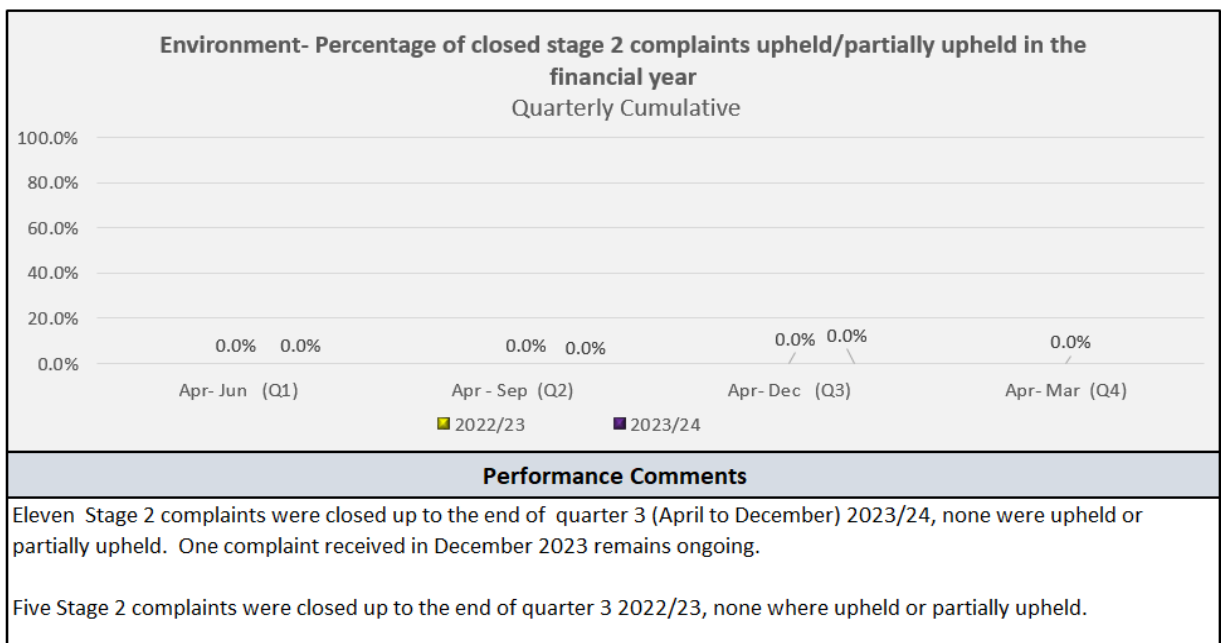 Environment- Percentage of closed stage 2 complaints upheld/partially upheld in the
financial year
Quarterly Cumulative
100.0%
80.0%
60.0%
40.0%
20.0%
0.0%
0.0% 0.0% 0.0% 0.0% 0.0% 0.0% 0.0%
Apr- Jun (Q1) Apr - Sep (Q2) Apr- Dec (Q3) Apr- Mar (Q4)
2022/23 2023/24
Performance Comments
Eleven Stage 2 complaints were closed up to the end of quarter 3 (April to December) 2023/24, none were upheld or
partially upheld. One complaint received in December 2023 remains ongoing.
Five Stage 2 complaints were closed up to the end of quarter 3 2022/23, none where upheld or partially upheld.